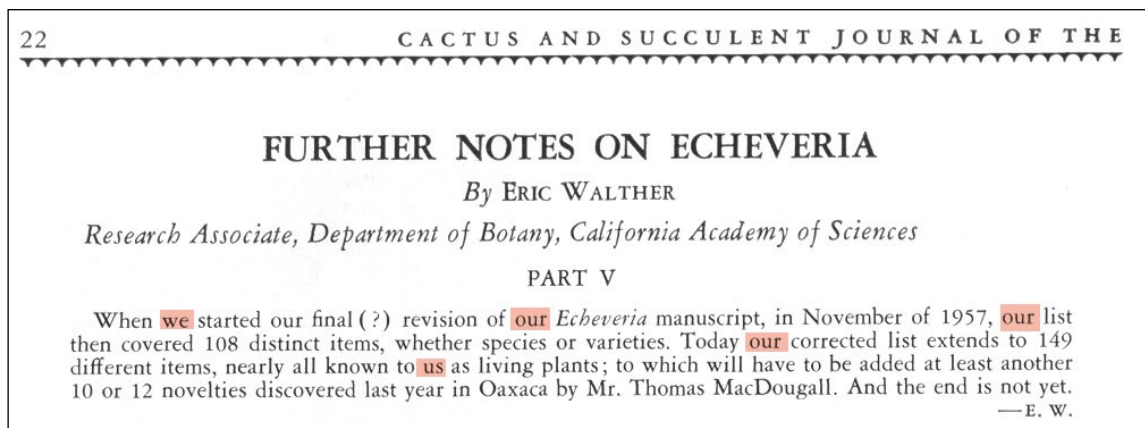 22
CACTUS AND SUCCULENT JOURNAL OF THE
FURTHER NOTES ON ECHEVERIA
By ERIC WALTHER
Research Associate, Department of Botany, California Academy of Sciences
PART V
When we started our final (?) revision of our Echeveria manuscript, in November of 1957, our list
then covered 108 distinct items, whether species or varieties. Today our corrected list extends to 149
different items, nearly all known to us as living plants; to which will have to be added at least another
10 or 12 novelties discovered last year in Oaxaca by Mr. Thomas MacDougall. And the end is not yet.
—E. W.